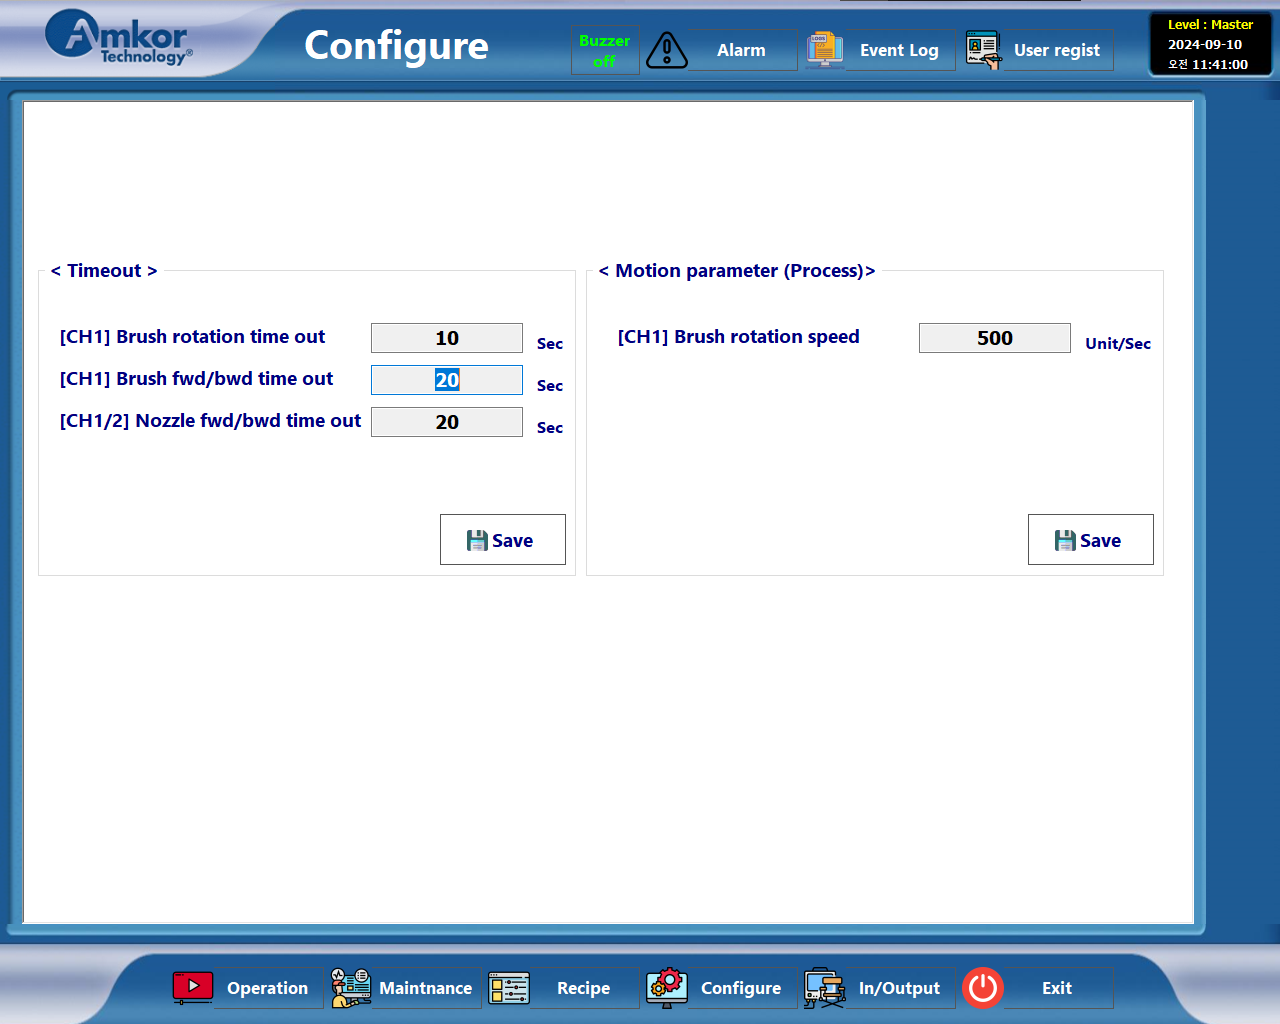 Amkor
Technology®
Configure
Buzzer
off
Alarm
LOGS
Event Log
User regist
Level : Master
2024-09-10
오전 11:41:00
< Timeout >
[CH1] Brush rotation time out
10
Sec
[CH1] Brush fwd/bwd time out
20
Sec
[CH1/2] Nozzle fwd/bwd time out
20
Sec
Save
< Motion parameter (Process)>
[CH1] Brush rotation speed
500
Unit/Sec
Save
Operation
Maintnance
Recipe
Configure
In/Output
Exit